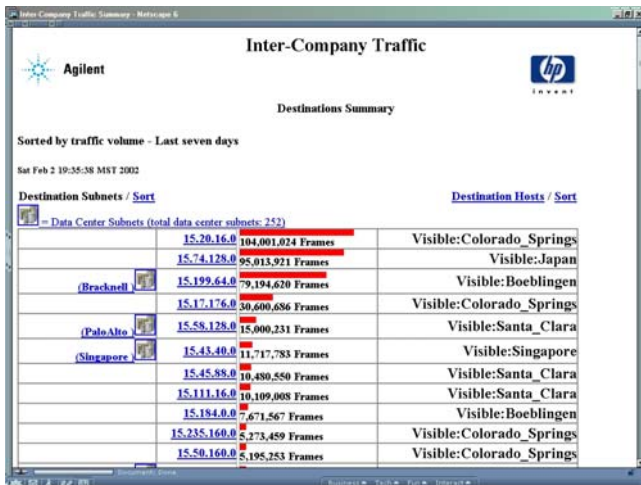 Inter-Company Traffic Summary - Netscape 6
Inter-Company Traffic
Agilent
hp
invent
Destinations Summary
Sorted by traffic volume - Last seven days
Sat Feb 2 19:35:38 MST 2002
Destination Subnets / Sort
Destination Hosts / Sort
= Data Center Subnets (total data center subnets: 252)
15.20.16.0 104,001,024 Frames Visible:Colorado_Springs
15.74.128.0 95,013,921 Frames Visible:Japan
(Bracknell ) 15.199.64.0 79,194,620 Frames Visible:Boeblingen
15.17.176.0 30,600,686 Frames Visible:Colorado_Springs
(PaloAlto ) 15.58.128.0 15,000,231 Frames Visible:Santa_Clara
(Singapore ) 15.43.40.0 11,717,783 Frames Visible:Singapore
15.45.88.0 10,480,550 Frames Visible:Santa_Clara
15.111.16.0 10,109,008 Frames Visible:Santa_Clara
15.184.0.0 7,671,567 Frames Visible:Boeblingen
15.235.160.0 5,273,459 Frames Visible:Colorado_Springs
15.50.160.0 5,195,253 Frames Visible:Colorado_Springs
Document: Done
Business Tech Fun Interact